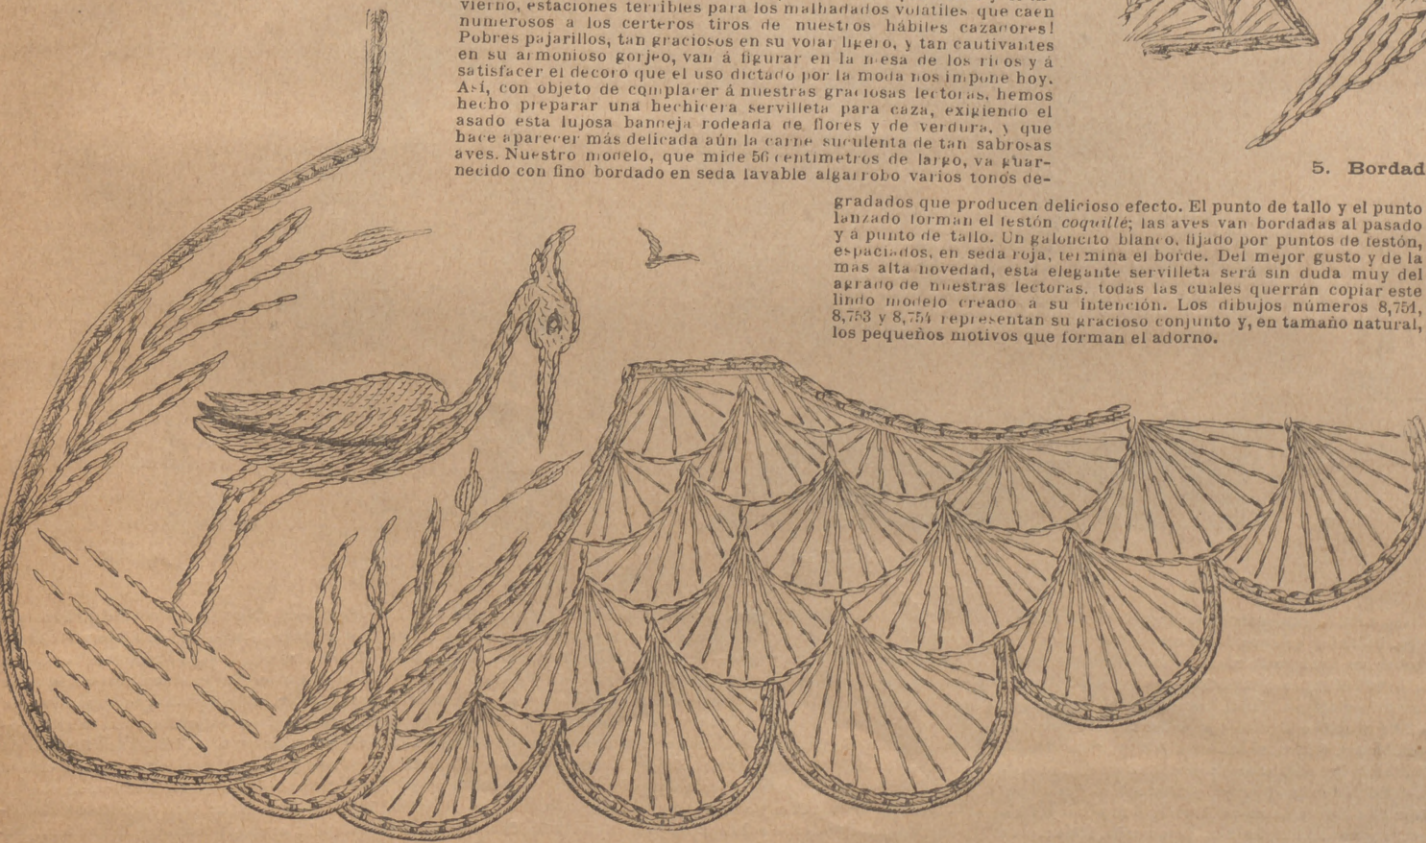 vierno, estaciones terribles para los malhadados volatiles que caen
numerosos a los certeros tiros de nuestros hábiles cazadores!
Pobres pajarillos, tan graciosos en su volar ligero, y tan cautivantes
en su armonioso gorjeo, van á figurar en la mesa de los ricos y á
satisfacer el decoro que el uso dictado por la moda nos impone hoy.
Así, con objeto de complacer á nuestras graciosas lectoras, hemos
hecho preparar una hechicera servilleta para caza, exigiendo el
asado esta lujosa bandeja rodeada de flores y de verdura, y que
hace aparecer más delicada aún la carne suculenta de tan sabrosas
aves. Nuestro modelo, que mide 56 centímetros de largo, va guar-
necido con fino bordado en seda lavable algarrobo varios tonos de-
5. Bordad
gradados que producen delicioso efecto. El punto de tallo y el punto
lanzado forman el festón coquille; las aves van bordadas al pasado
y á punto de tallo. Un galoncito blanco, fijado por puntos de festón,
espaciados, en seda roja, termina el borde. Del mejor gusto y de la
mas alta novedad, esta elegante servilleta será sin duda muy del
agrado de nuestras lectoras, todas las cuales querrán copiar este
lindo modelo creado a su intención. Los dibujos números 8,751,
8,753 y 8,754 representan su gracioso conjunto y, en tamaño natural,
los pequeños motivos que forman el adorno.